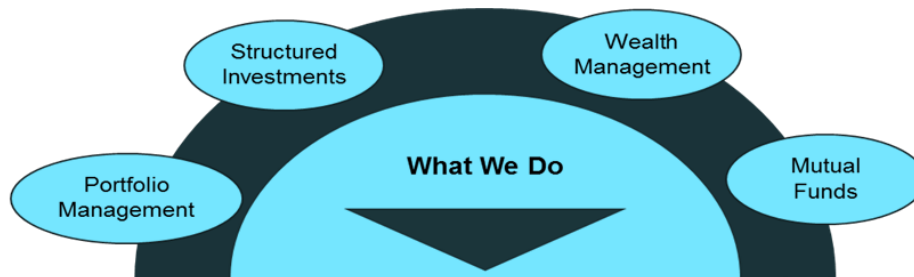 Structured
Investments
Wealth
Management
Portfolio
Management
What We Do
Mutual
Funds